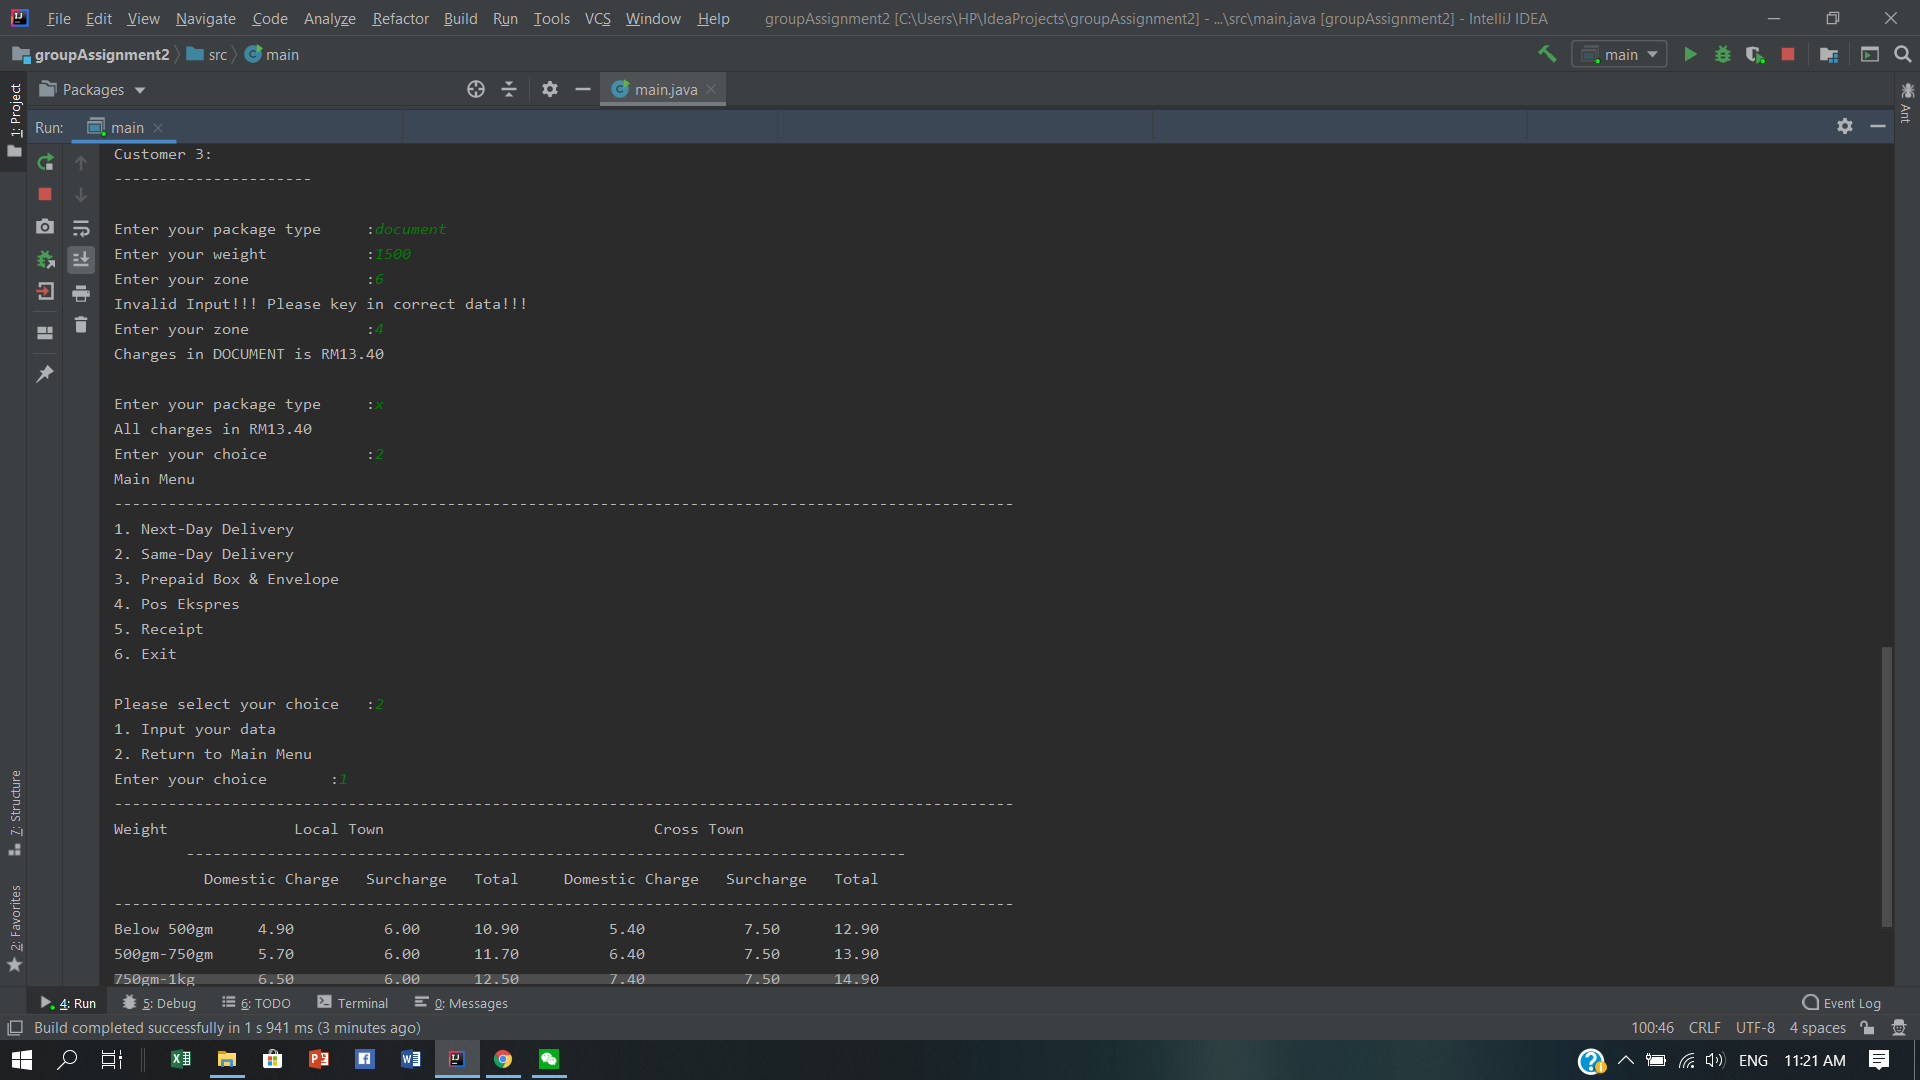 File Edit View Navigate Code Analyze Refactor Build Run Tools VCS Window Help groupAssignment2 [C:\Users\HP\IdeaProjects\groupAssignment2] - ...\src\main.java [groupAssignment2] - IntelliJ IDEA
groupAssignment2 src main main
1: Project
Packages main.java
Ant
Run: main
Customer 3:
----------------------
Enter your package type     :document
Enter your weight           :1500
Enter your zone             :6
Invalid Input!!! Please key in correct data!!!
Enter your zone             :4
Charges in DOCUMENT is RM13.40
Enter your package type     :x
All charges in RM13.40
Enter your choice           :2
Main Menu
----------------------------------------------------------------------------------------------------
1. Next-Day Delivery
2. Same-Day Delivery
3. Prepaid Box & Envelope
4. Pos Ekspres
5. Receipt
6. Exit
Please select your choice   :2
1. Input your data
2. Return to Main Menu
Enter your choice       :1
----------------------------------------------------------------------------------------------------
Weight              Local Town                              Cross Town
--------------------------------------------------------------------------------
Domestic Charge   Surcharge   Total     Domestic Charge   Surcharge   Total
----------------------------------------------------------------------------------------------------
Below 500gm     4.90          6.00      10.90          5.40           7.50      12.90
500gm-750gm     5.70          6.00      11.70          6.40           7.50      13.90
750gm-1kg       6.50          6.00      12.50          7.40           7.50      14.90
7: Structure
2: Favorites
4: Run 5: Debug 6: TODO Terminal 0: Messages Event Log
Build completed successfully in 1 s 941 ms (3 minutes ago) 100:46 CRLF UTF-8 4 spaces
ENG 11:21 AM